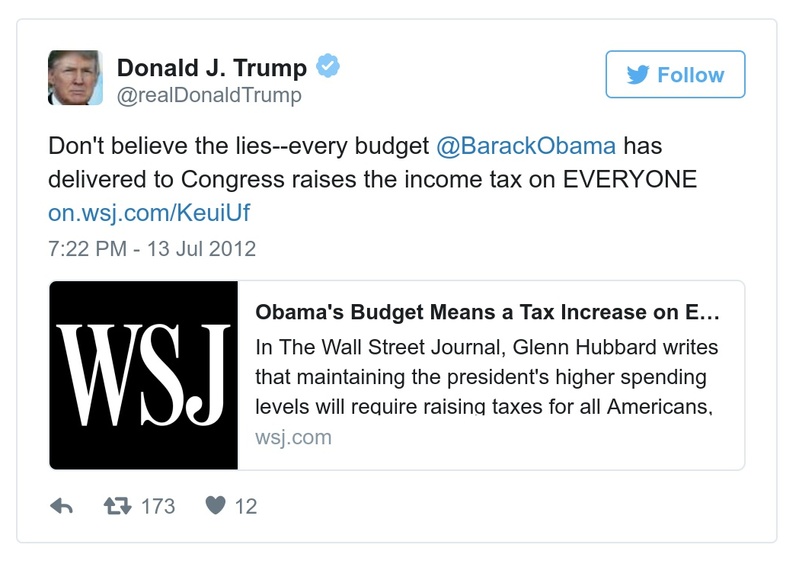 Donald J. Trump
@realDonaldTrump
Follow
Don't believe the lies--every budget @BarackObama has
delivered to Congress raises the income tax on EVERYONE
on.wsj.com/KeuiUf
7:22 PM - 13 Jul 2012
WSJ
Obama's Budget Means a Tax Increase on E...
In The Wall Street Journal, Glenn Hubbard writes
that maintaining the president's higher spending
levels will require raising taxes for all Americans,
wsj.com
173
12